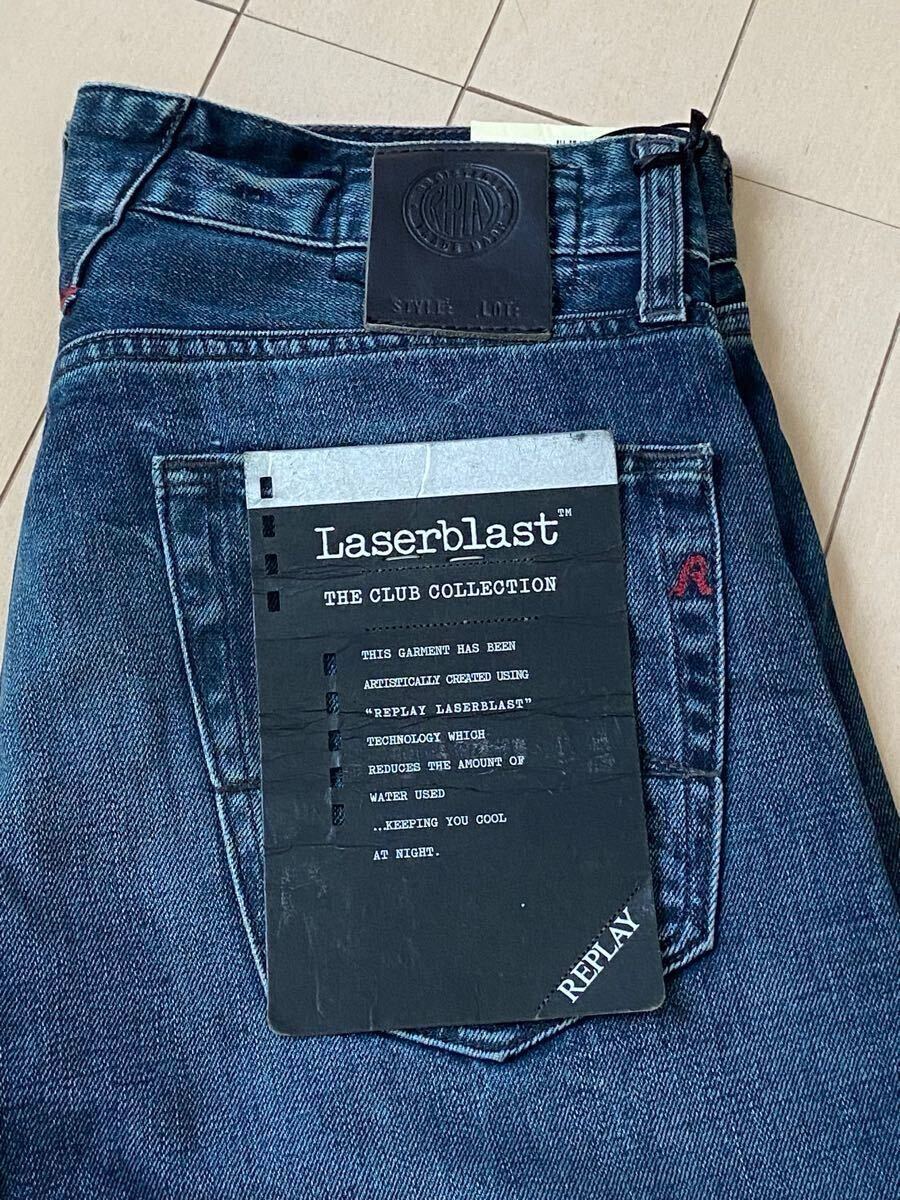 REPLAY
STYLE: LOT:
Laserblast™
THE CLUB COLLECTION
THIS GARMENT HAS BEEN
ARTISTICALLY CREATED USING
"REPLAY LASERBLAST"
TECHNOLOGY WHICH
REDUCES THE AMOUNT OF
WATER USED
...KEEPING YOU COOL
AT NIGHT.
REPLAY